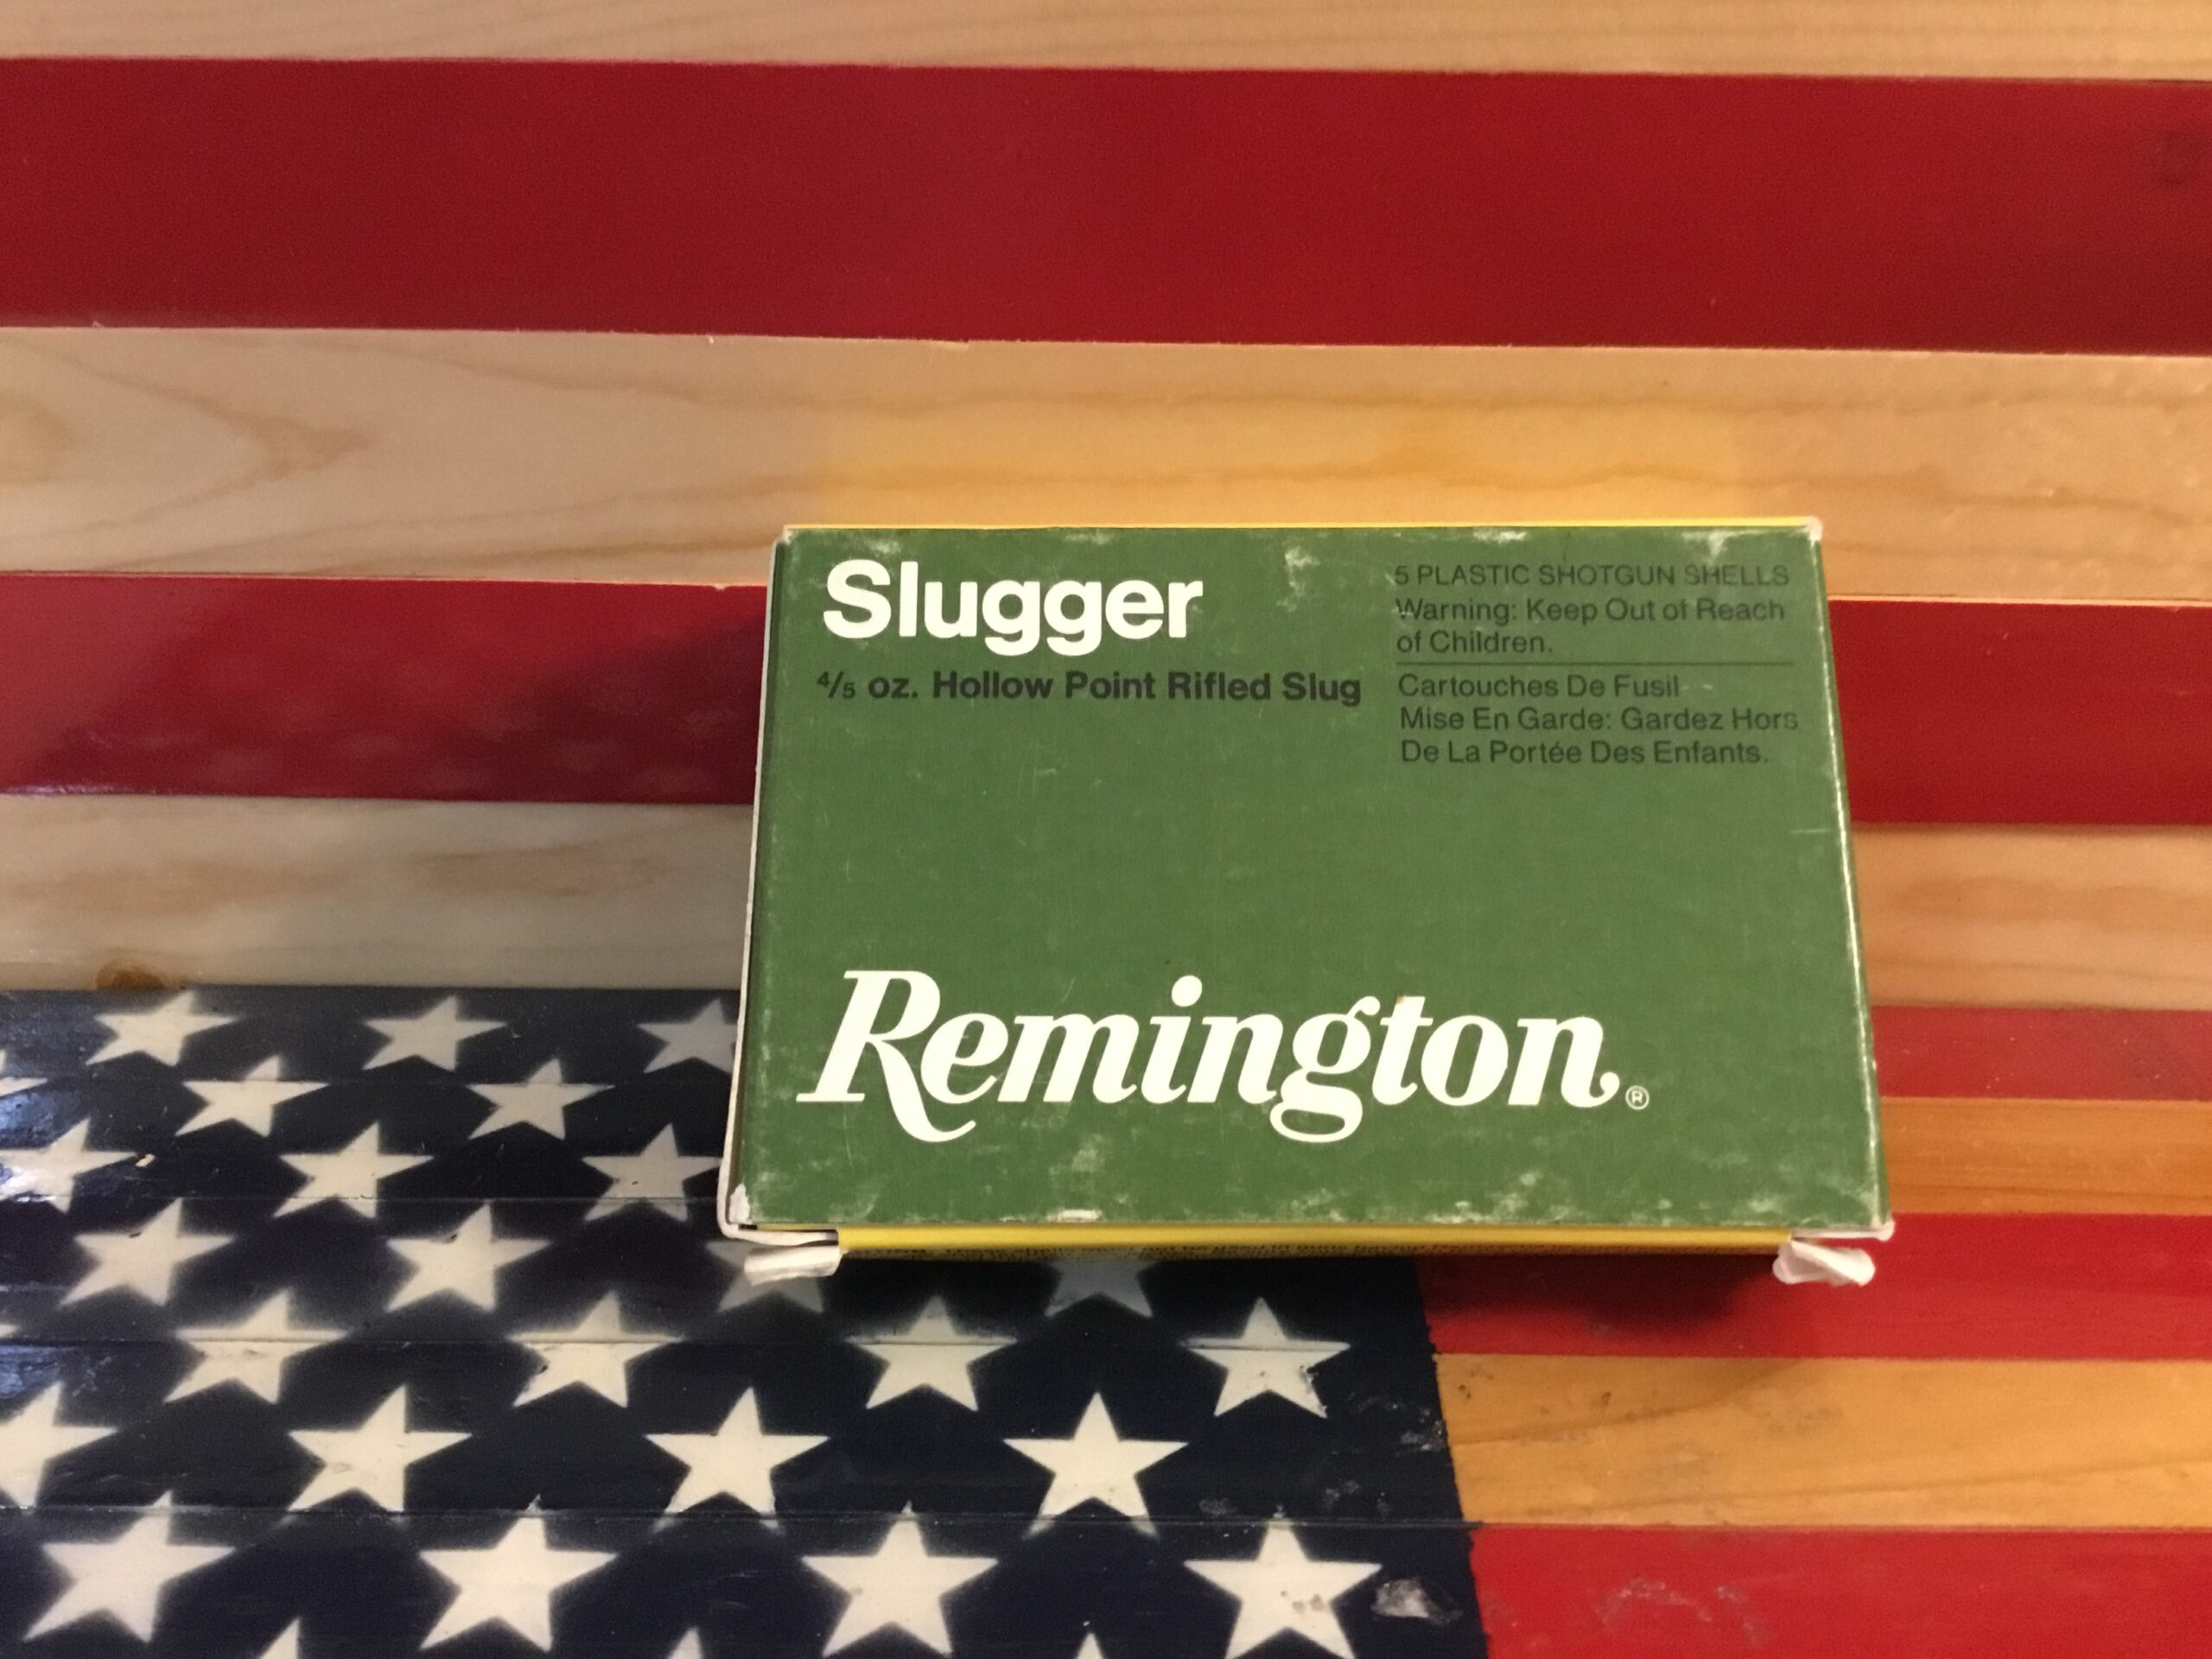 Slugger
⁴/₅ oz. Hollow Point Rifled Slug
5 PLASTIC SHOTGUN SHELLS
Warning: Keep Out of Reach
of Children.
Cartouches De Fusil
Mise En Garde: Gardez Hors
De La Portée Des Enfants.
Remington®